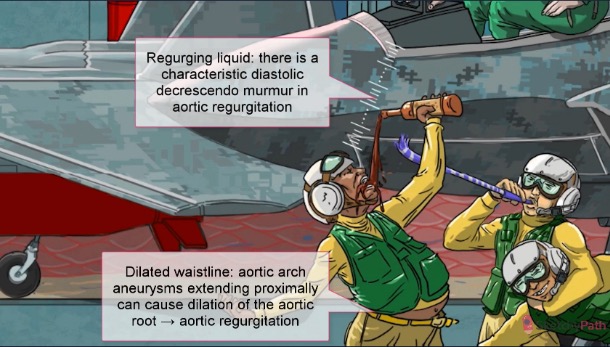 Regurging liquid: there is a
characteristic diastolic
decrescendo murmur in
aortic regurgitation
Dilated waistline: aortic arch
aneurysms extending proximally
can cause dilation of the aortic
root → aortic regurgitation